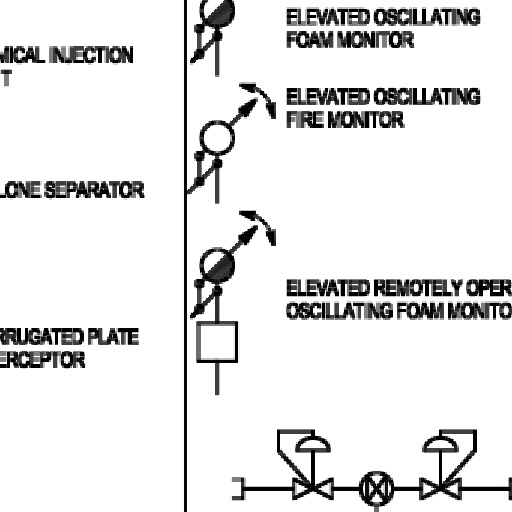 MICAL INJECTION
T
LONE SEPARATOR
RRUGATED PLATE
ERCEPTOR
ELEVATED OSCILLATING
FOAM MONITOR
ELEVATED OSCILLATING
FIRE MONITOR
ELEVATED REMOTELY OPER
OSCILLATING FOAM MONITO